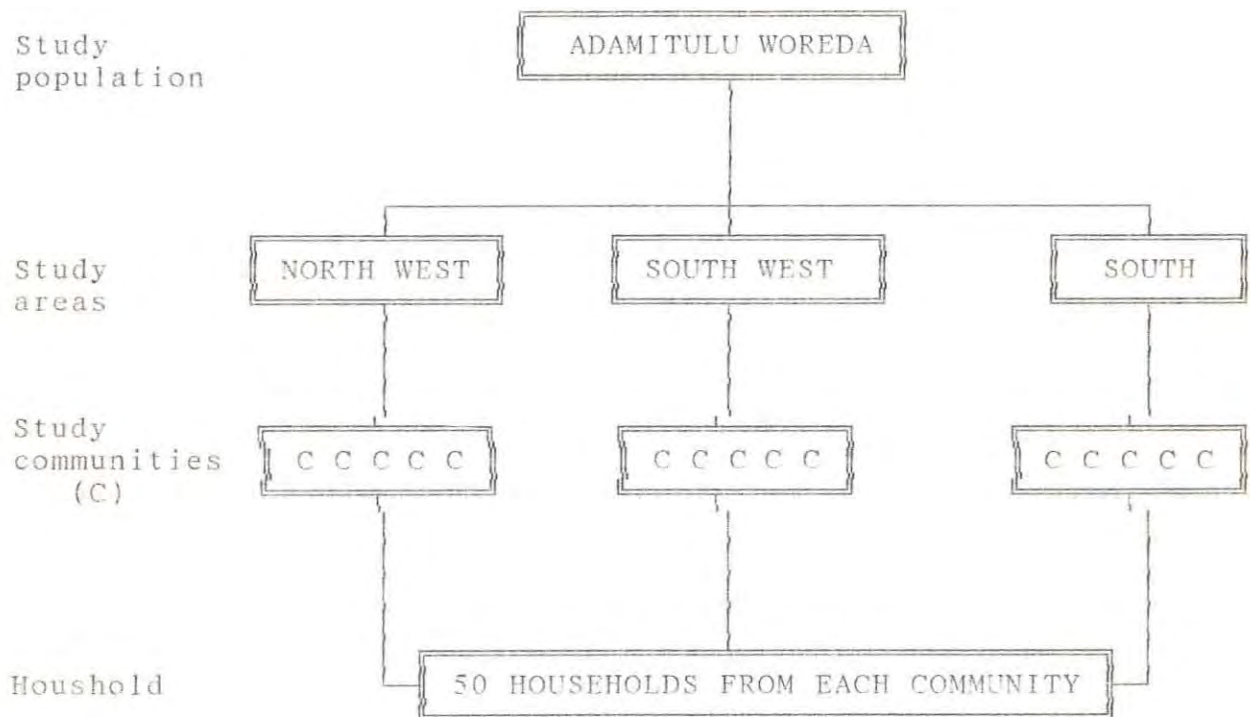 Study
population
ADAMITULU WOREDA
Study
areas
NORTH WEST
SOUTH WEST
SOUTH
Study
communities
(C)
C C C C C
C C C C C
C C C C C
Houshold
50 HOUSEHOLDS FROM EACH COMMUNITY